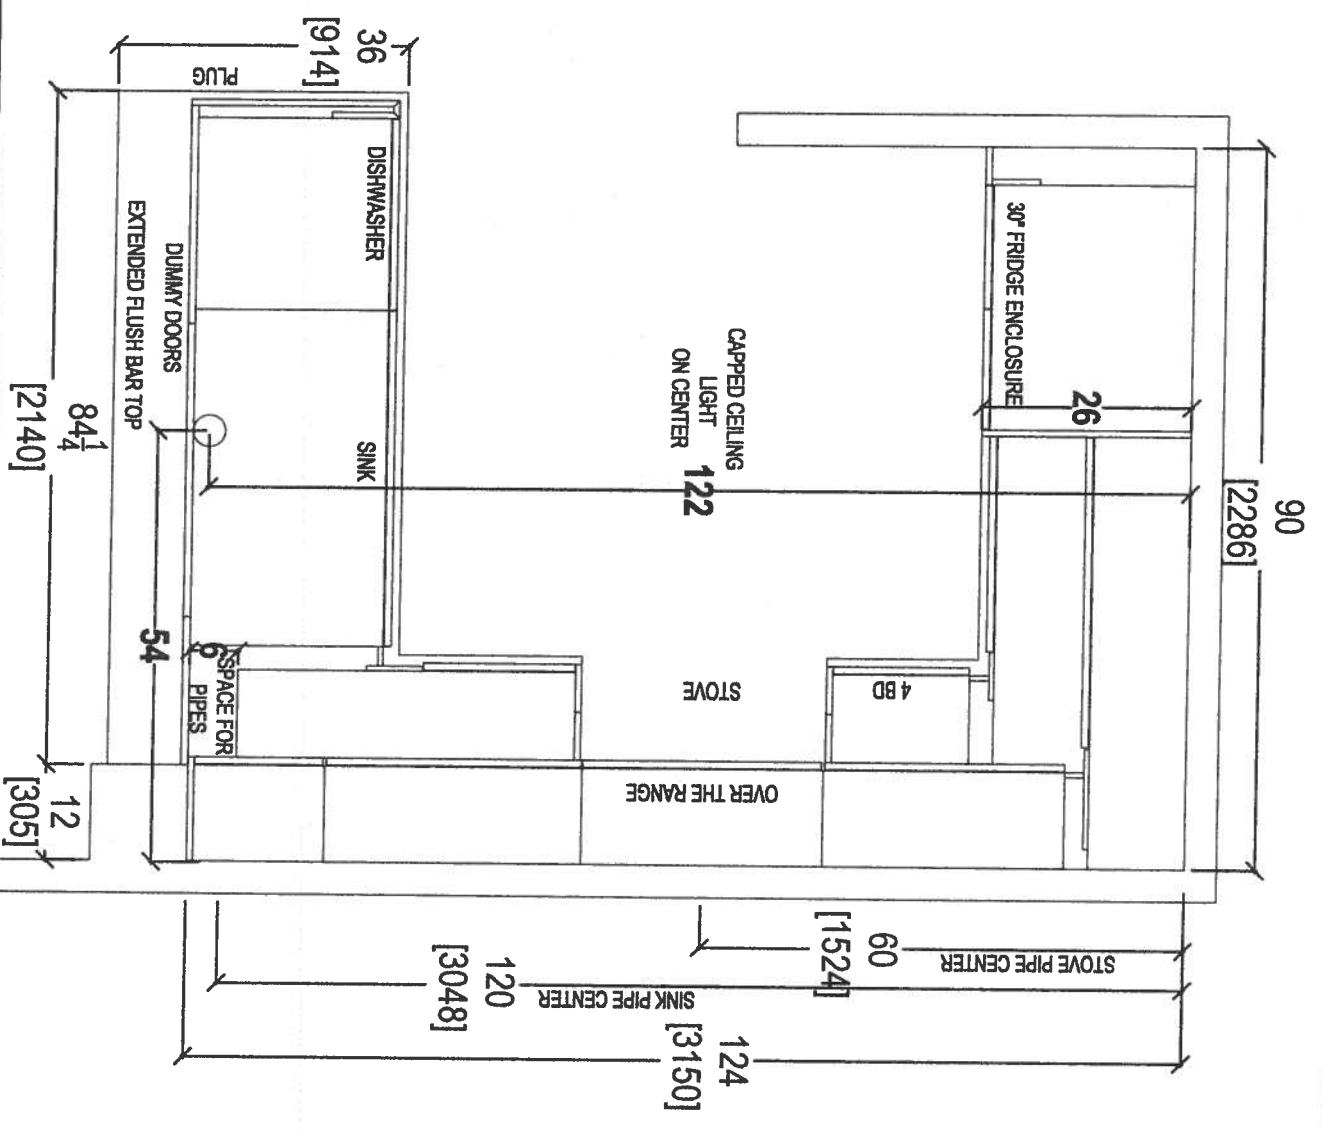 36
[914]
PLUG
DISHWASHER
DUMMY DOORS
EXTENDED FLUSH BAR TOP
84 1/4
[2140]
SINK
CAPPED CEILING
LIGHT
ON CENTER
122
30" FRIDGE ENCLOSURE
26
90
[2286]
54
6
SPACE FOR
PIPES
STOVE
4 BD
OVER THE RANGE
12
[305]
60
[1524]
STOVE PIPE CENTER
120
[3048]
SINK PIPE CENTER
124
[3150]